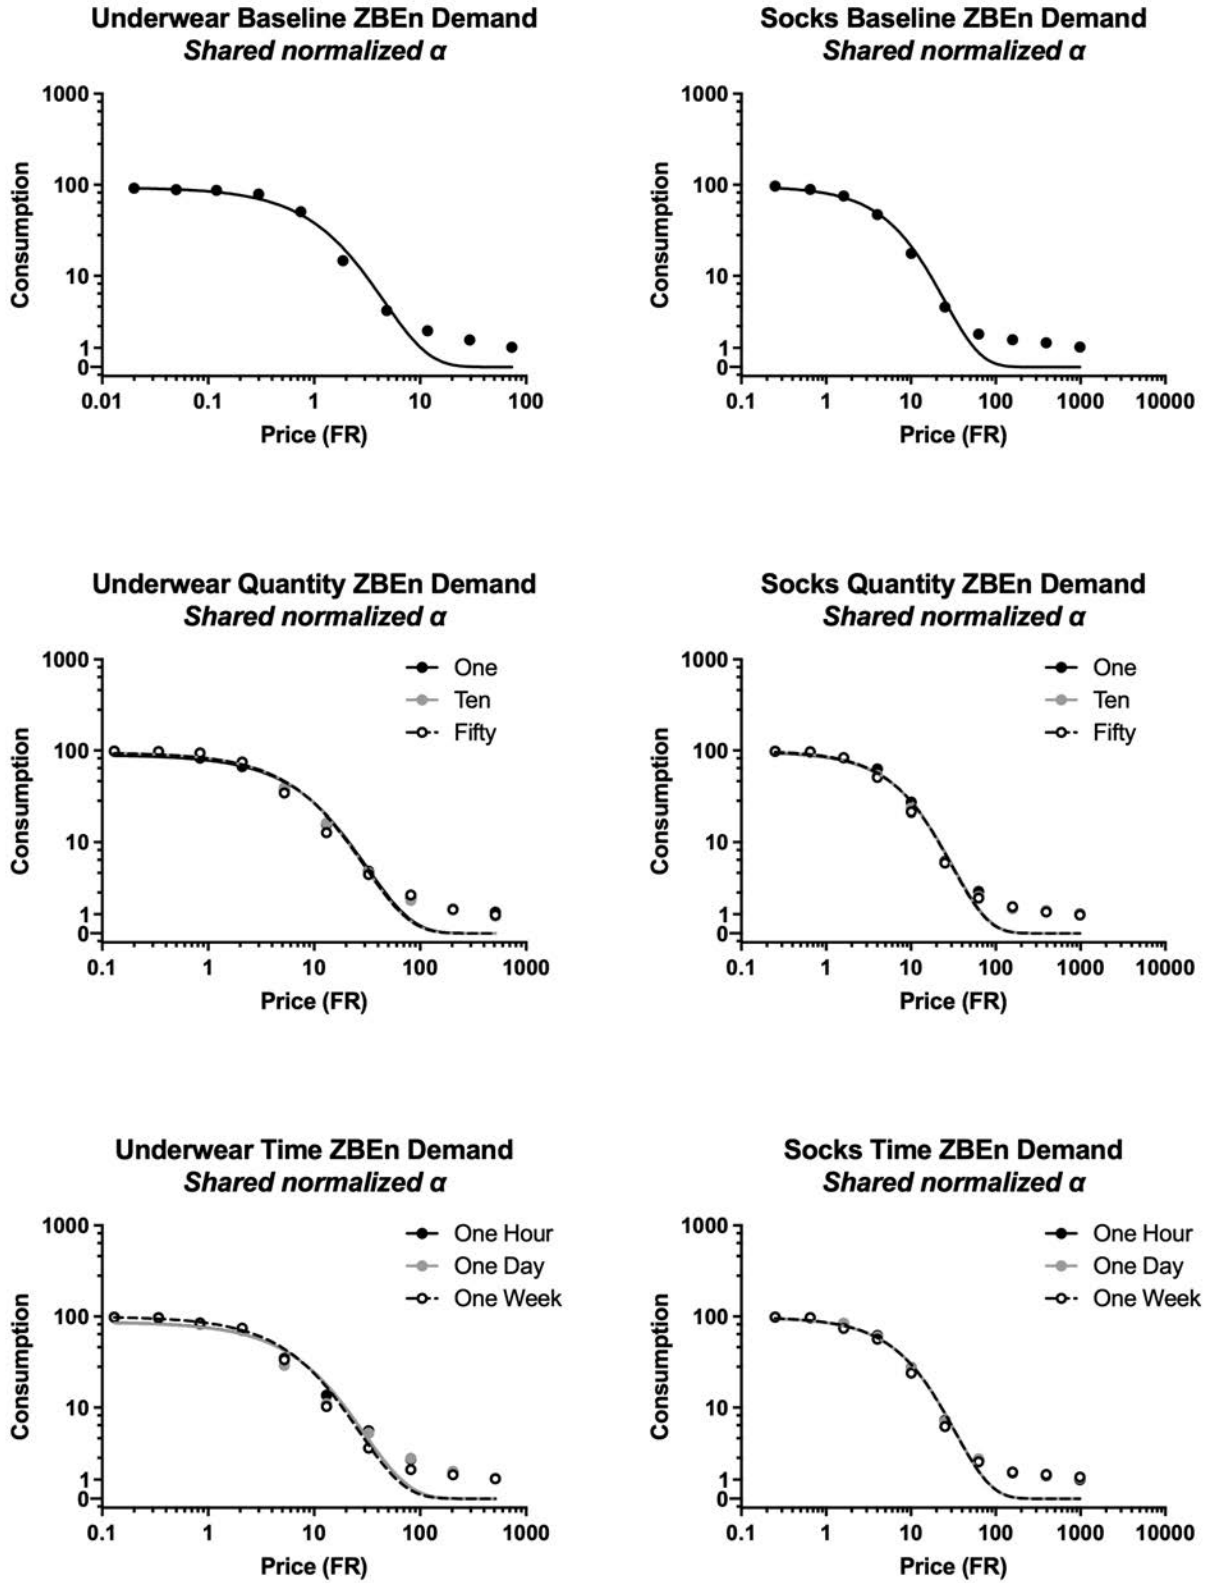 Underwear Baseline ZBEn Demand
Shared normalized α
1000
100
10
1
0
Consumption
0.01 0.1 1 10 100
Price (FR)
Socks Baseline ZBEn Demand
Shared normalized α
1000
100
10
1
0
Consumption
0.1 1 10 100 1000 10000
Price (FR)
Underwear Quantity ZBEn Demand
Shared normalized α
One
Ten
Fifty
1000
100
10
1
0
Consumption
0.1 1 10 100 1000
Price (FR)
Socks Quantity ZBEn Demand
Shared normalized α
One
Ten
Fifty
1000
100
10
1
0
Consumption
0.1 1 10 100 1000 10000
Price (FR)
Underwear Time ZBEn Demand
Shared normalized α
One Hour
One Day
One Week
1000
100
10
1
0
Consumption
0.1 1 10 100 1000
Price (FR)
Socks Time ZBEn Demand
Shared normalized α
One Hour
One Day
One Week
1000
100
10
1
0
Consumption
0.1 1 10 100 1000 10000
Price (FR)